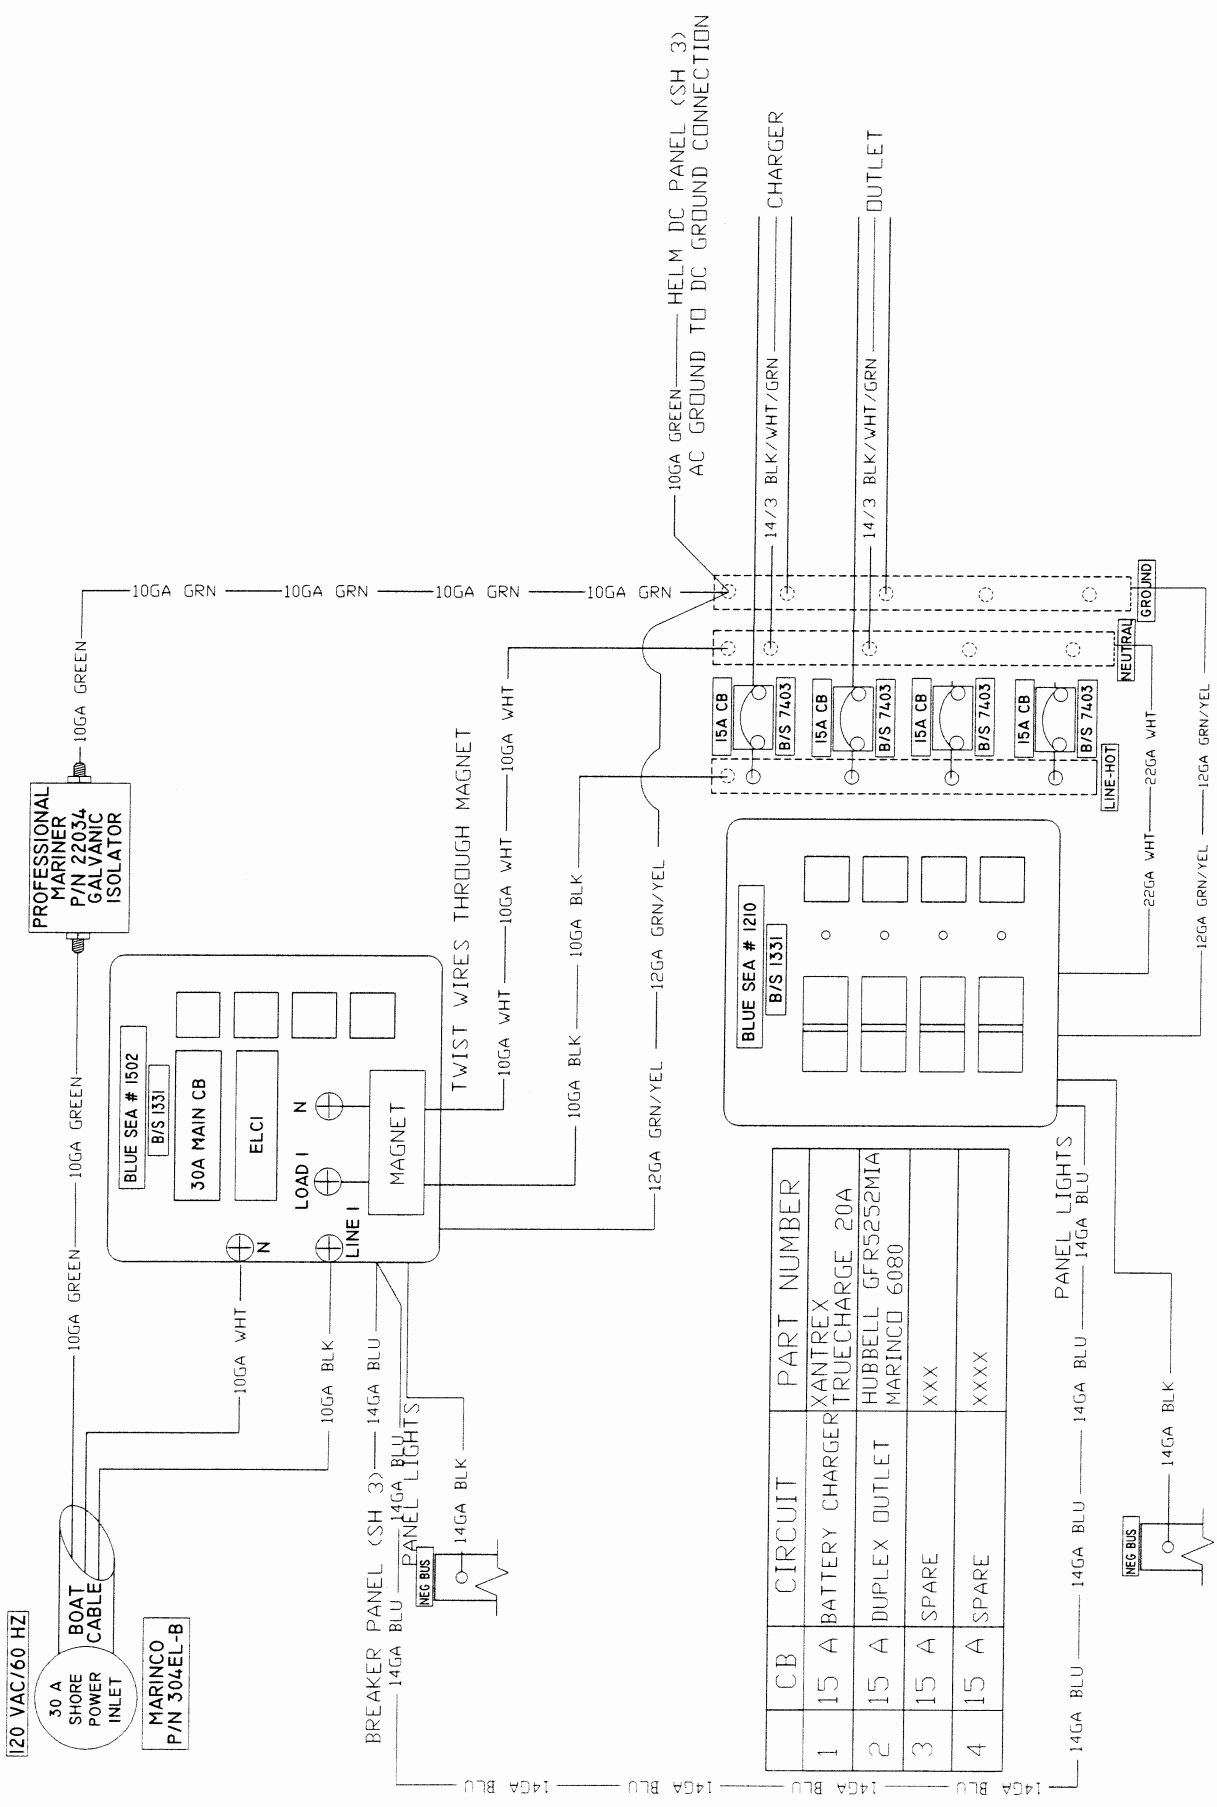 120 VAC/60 HZ
30 A
SHORE
POWER
INLET
BOAT
CABLE
MARINCO
P/N 304EL-B
10GA GREEN
10GA GREEN
10GA GREEN
PROFESSIONAL
MARINER
P/N 22034
GALVANIC
ISOLATOR
10GA GREEN
10GA GRN
10GA GRN
10GA GRN
10GA GRN
10GA WHT
10GA BLK
BLUE SEA # 1502
B/S 1331
30A MAIN CB
ELCI
N
LINE 1
LOAD 1
N
MAGNET
TWIST WIRES THROUGH MAGNET
BREAKER PANEL (SH 3)
14GA BLU
14GA BLU
14GA BLU
PANEL LIGHTS
NEG BUS
14GA BLK
10GA WHT
10GA WHT
10GA WHT
10GA BLK
10GA BLK
12GA GRN/YEL
12GA GRN/YEL
10GA GREEN
HELM DC PANEL (SH 3)
AC GROUND TO DC GROUND CONNECTION
14/3 BLK/WHT/GRN
CHARGER
14/3 BLK/WHT/GRN
OUTLET
15A CB
B/S 7403
15A CB
B/S 7403
15A CB
B/S 7403
15A CB
B/S 7403
LINE-HOT
NEUTRAL
GROUND
BLUE SEA # 1210
B/S 1331
22GA WHT
22GA WHT
12GA GRN/YEL
12GA GRN/YEL
CB CIRCUIT PART NUMBER
1 15 A BATTERY CHARGER XANTREX
TRUECHARGE 20A
2 15 A DUPLEX OUTLET HUBBELL GFR5252MIA
MARINCO 6080
3 15 A SPARE XXX
4 15 A SPARE XXXX
PANEL LIGHTS
14GA BLU
14GA BLU
14GA BLU
14GA BLU
14GA BLU
14GA BLU
14GA BLU
14GA BLU
14GA BLU
14GA BLK
NEG BUS